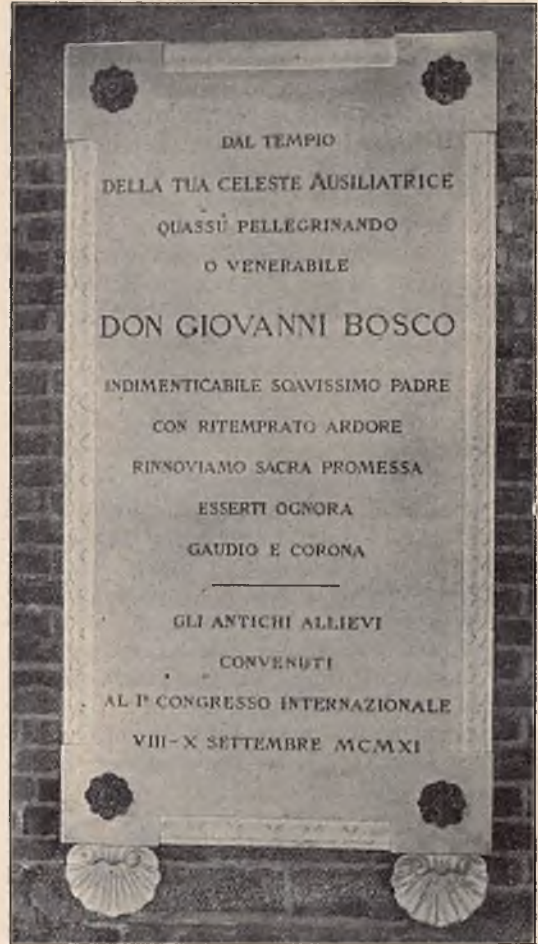 DAL TEMPIO
DELLA TUA CELESTE AUSILIATRICE
QUASSÙ PELLEGRINANDO
O VENERABILE
DON GIOVANNI BOSCO
INDIMENTICABILE SOAVISSIMO PADRE
CON RITEMPRATO ARDORE
RINNOVIAMO SACRA PROMESSA
ESSERTI OGNORA
GAUDIO E CORONA
GLI ANTICHI ALLIEVI
CONVENUTI
AL I° CONGRESSO INTERNAZIONALE
VIII-X SETTEMBRE MCMXI